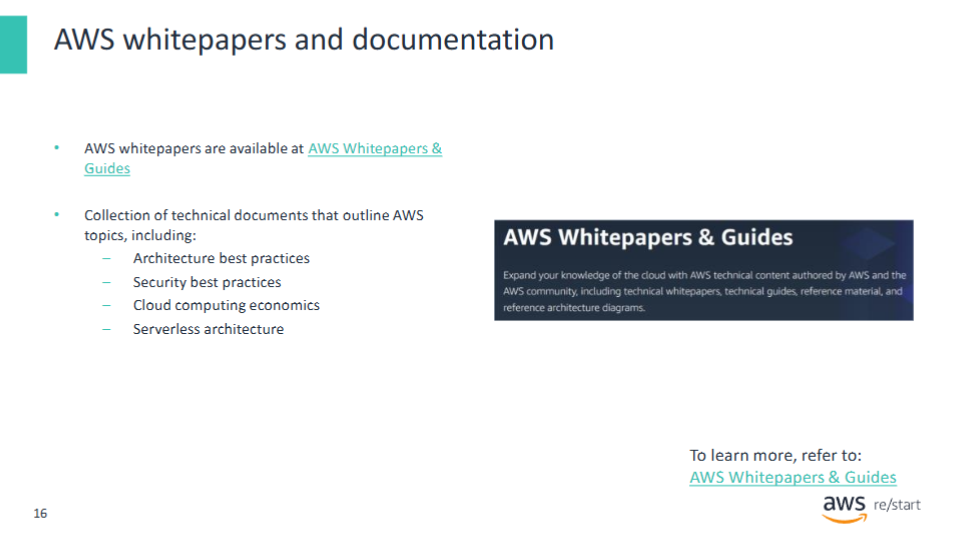 AWS whitepapers and documentation
• AWS whitepapers are available at AWS Whitepapers &
Guides
• Collection of technical documents that outline AWS
topics, including:
– Architecture best practices
– Security best practices
– Cloud computing economics
– Serverless architecture
AWS Whitepapers & Guides
Expand your knowledge of the cloud with AWS technical content authored by AWS and the
AWS community, including technical whitepapers, technical guides, reference material, and
reference architecture diagrams.
To learn more, refer to:
AWS Whitepapers & Guides
16
aws re/start